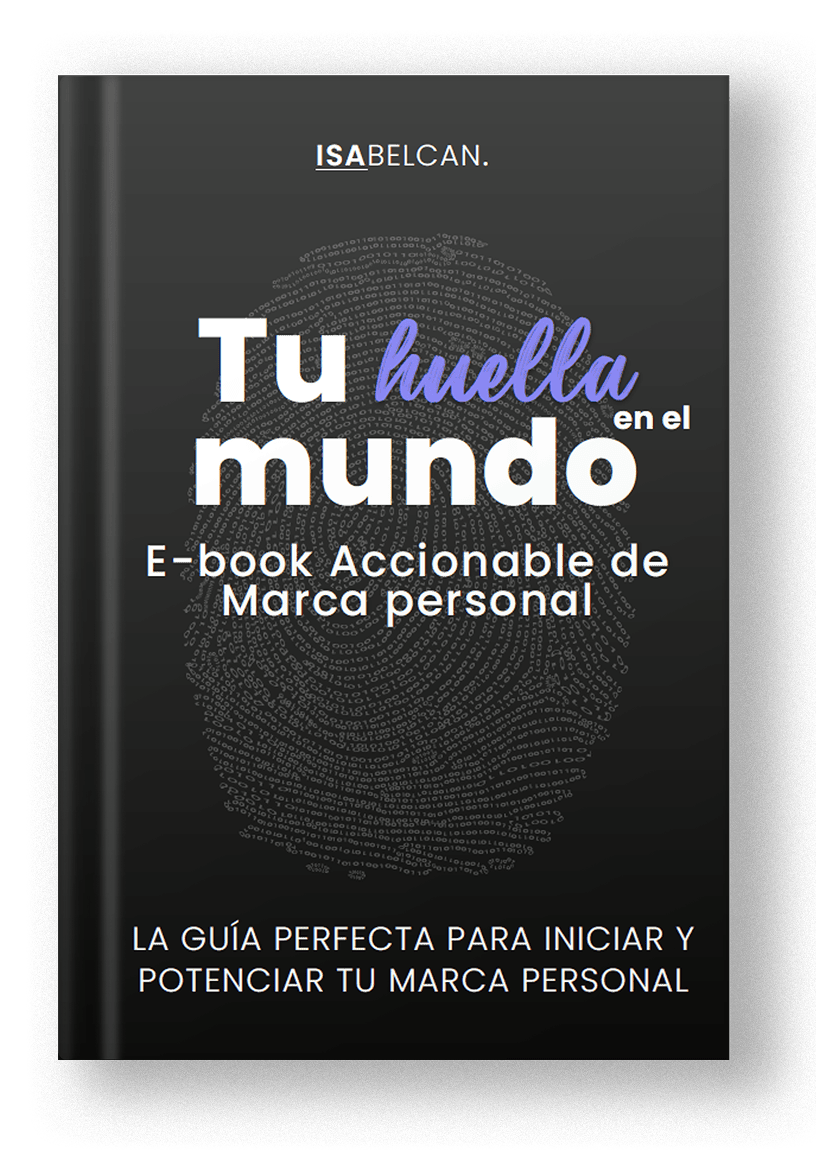 ISABELCAN.
Tu huella
en el
mundo
E-book Accionable de
Marca personal
LA GUÍA PERFECTA PARA INICIAR Y
POTENCIAR TU MARCA PERSONAL